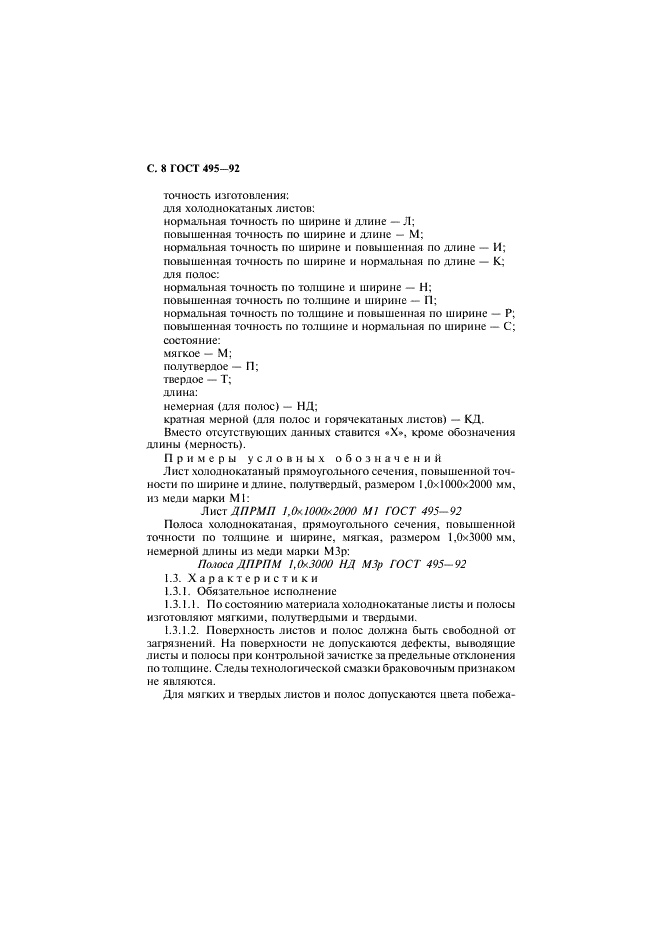 С. 8 ГОСТ 495—92
точность изготовления:
для холоднокатаных листов:
нормальная точность по ширине и длине — Л;
повышенная точность по ширине и длине — М;
нормальная точность по ширине и повышенная по длине — И;
повышенная точность по ширине и нормальная по длине — К;
для полос:
нормальная точность по толщине и ширине — Н;
повышенная точность по толщине и ширине — П;
нормальная точность по толщине и повышенная по ширине — Р;
повышенная точность по толщине и нормальная по ширине — С;
состояние:
мягкое — М;
полутвердое — П;
твердое — Т;
длина:
немерная (для полос) — НД;
кратная мерной (для полос и горячекатаных листов) — КД.
Вместо отсутствующих данных ставится «Х», кроме обозначения
длины (мерность).
Примеры условных обозначений
Лист холоднокатаный прямоугольного сечения, повышенной точ-
ности по ширине и длине, полутвердый, размером 1,0×1000×2000 мм,
из меди марки М1:
Лист ДПРМП 1,0×1000×2000 М1 ГОСТ 495—92
Полоса холоднокатаная, прямоугольного сечения, повышенной
точности по толщине и ширине, мягкая, размером 1,0×3000 мм,
немерной длины из меди марки М3р:
Полоса ДПРПМ 1,0×3000 НД М3р ГОСТ 495—92
1.3. Характеристики
1.3.1. Обязательное исполнение
1.3.1.1. По состоянию материала холоднокатаные листы и полосы
изготовляют мягкими, полутвердыми и твердыми.
1.3.1.2. Поверхность листов и полос должна быть свободной от
загрязнений. На поверхности не допускаются дефекты, выводящие
листы и полосы при контрольной зачистке за предельные отклонения
по толщине. Следы технологической смазки браковочным признаком
не являются.
Для мягких и твердых листов и полос допускаются цвета побежа-